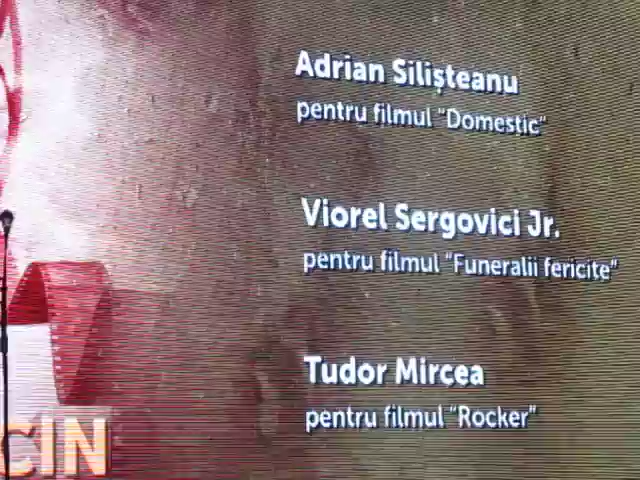 Adrian Silișteanu
pentru filmul "Domestic"
Viorel Sergovici Jr.
pentru filmul "Funeralii fericite"
Tudor Mircea
pentru filmul "Rocker"
CIN